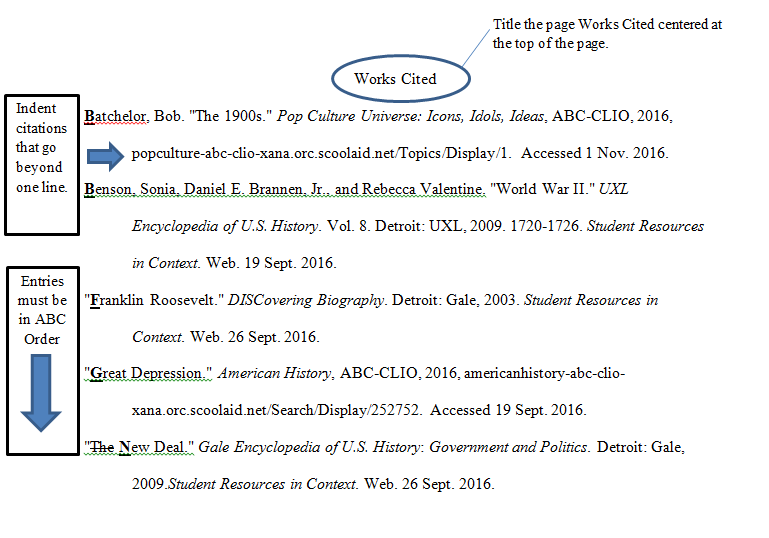 Title the page Works Cited centered at
the top of the page.
Works Cited
Indent
citations
that go
beyond
one line.
Batchelor, Bob. "The 1900s." Pop Culture Universe: Icons, Idols, Ideas, ABC-CLIO, 2016,
popculture-abc-clio-xana.orc.scoolaid.net/Topics/Display/1.  Accessed 1 Nov. 2016.
Benson, Sonia, Daniel E. Brannen, Jr., and Rebecca Valentine. "World War II." UXL
Encyclopedia of U.S. History. Vol. 8. Detroit: UXL, 2009. 1720-1726. Student Resources
in Context. Web. 19 Sept. 2016.
Entries
must be
in ABC
Order
"Franklin Roosevelt." DISCovering Biography. Detroit: Gale, 2003. Student Resources in
Context. Web. 26 Sept. 2016.
"Great Depression." American History, ABC-CLIO, 2016, americanhistory-abc-clio-
xana.orc.scoolaid.net/Search/Display/252752.  Accessed 19 Sept. 2016.
"The New Deal." Gale Encyclopedia of U.S. History: Government and Politics. Detroit: Gale,
2009.Student Resources in Context. Web. 26 Sept. 2016.